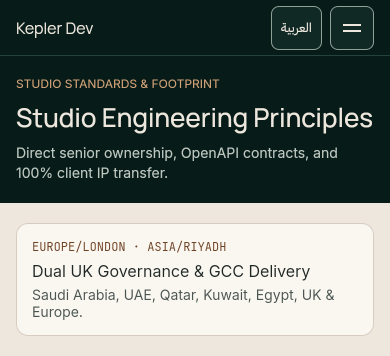 Kepler Dev
العربية
STUDIO STANDARDS & FOOTPRINT
Studio Engineering Principles
Direct senior ownership, OpenAPI contracts, and
100% client IP transfer.
EUROPE/LONDON · ASIA/RIYADH
Dual UK Governance & GCC Delivery
Saudi Arabia, UAE, Qatar, Kuwait, Egypt, UK &
Europe.